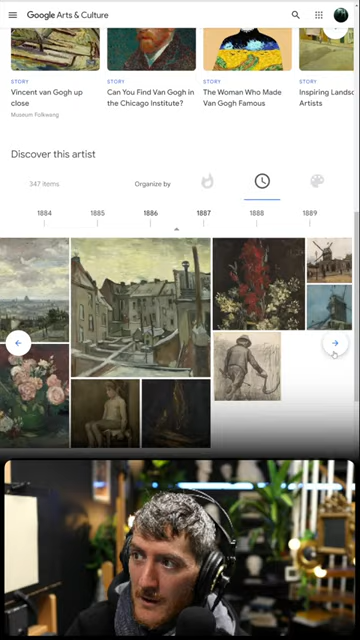 Google Arts & Culture
STORY
Vincent van Gogh up close
Museum Folkwang
STORY
Can You Find Van Gogh in the Chicago Institute?
STORY
The Woman Who Made Van Gogh Famous
STORY
Inspiring Landsc
Artists
Discover this artist
347 items
Organize by
1884 1885 1886 1887 1888 1889